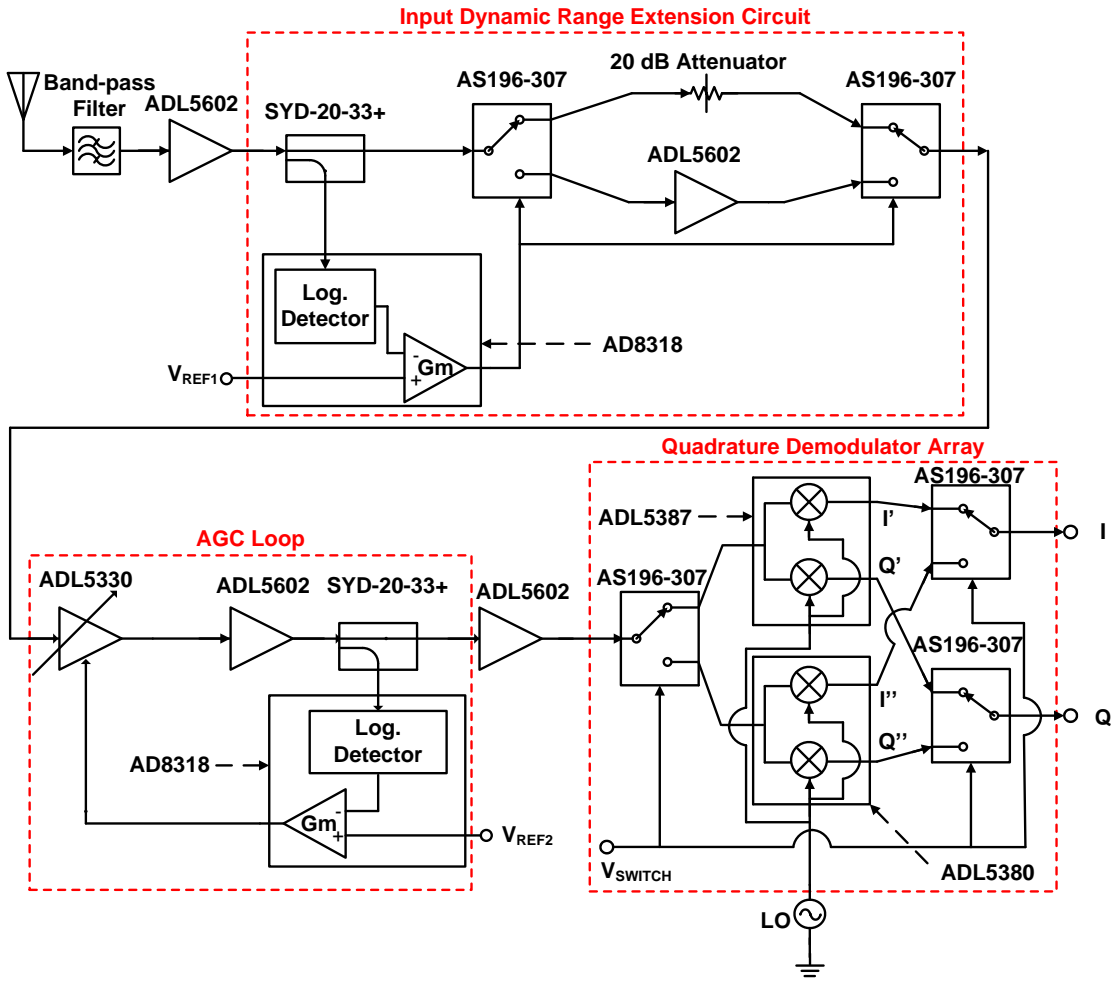 Input Dynamic Range Extension Circuit
Band-pass
Filter
ADL5602
SYD-20-33+
AS196-307
20 dB Attenuator
AS196-307
ADL5602
Log.
Detector
-
+
Gm
AD8318
VREF1
AGC Loop
ADL5330
ADL5602
SYD-20-33+
ADL5602
Log.
Detector
AD8318
Gm
-
+
VREF2
Quadrature Demodulator Array
AS196-307
ADL5387
I'
I
Q'
AS196-307
AS196-307
I''
Q
Q''
VSWITCH
ADL5380
LO